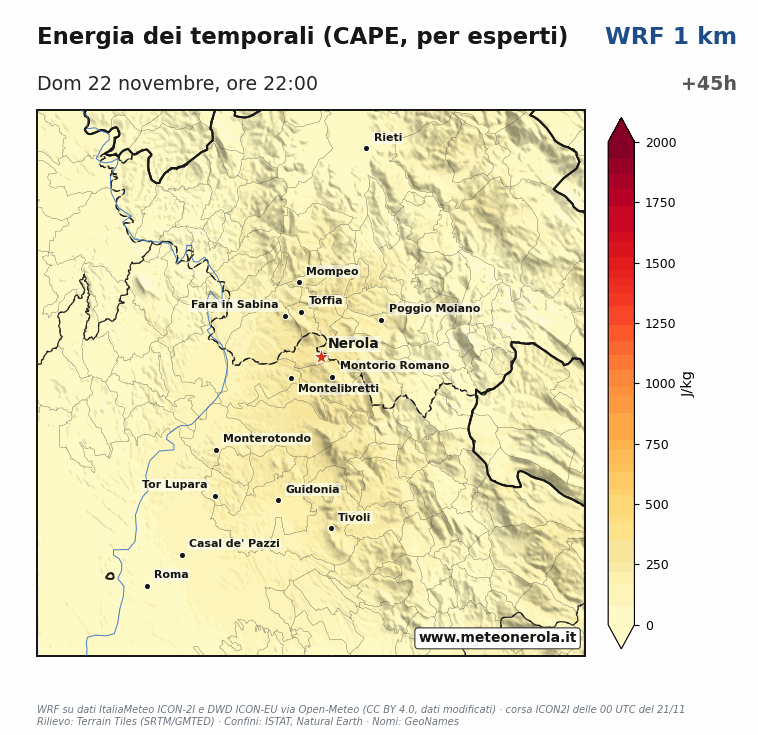 Energia dei temporali (CAPE, per esperti)
WRF 1 km
Dom 22 novembre, ore 22:00
+45h
Rieti
Mompeo
Toffia
Fara in Sabina
Poggio Moiano
Nerola
Montorio Romano
Montelibretti
Monterotondo
Tor Lupara
Guidonia
Tivoli
Casal de' Pazzi
Roma
www.meteonerola.it
2000
1750
1500
1250
1000
750
500
250
0
J/kg
WRF su dati ItaliaMeteo ICON-2I e DWD ICON-EU via Open-Meteo (CC BY 4.0, dati modificati) · corsa ICON2I delle 00 UTC del 21/11
Rilievo: Terrain Tiles (SRTM/GMTED) · Confini: ISTAT, Natural Earth · Nomi: GeoNames